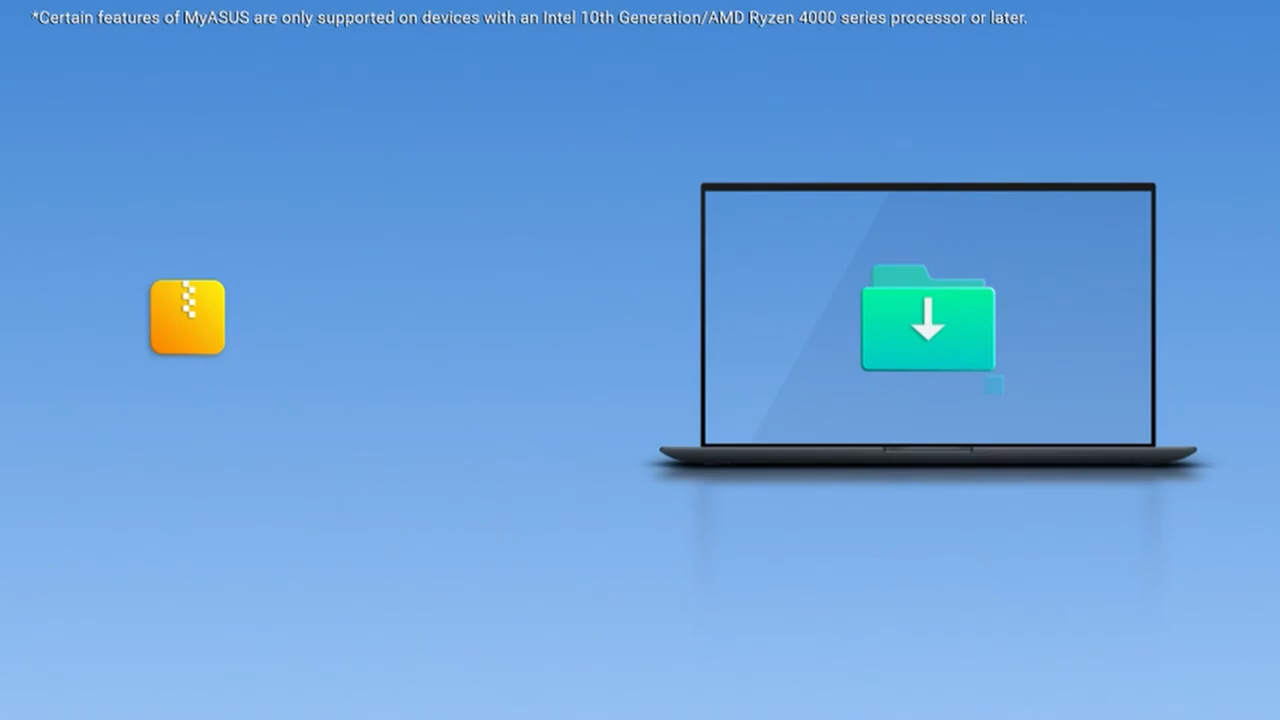 *Certain features of MyASUS are only supported on devices with an Intel 10th Generation/AMD Ryzen 4000 series processor or later.